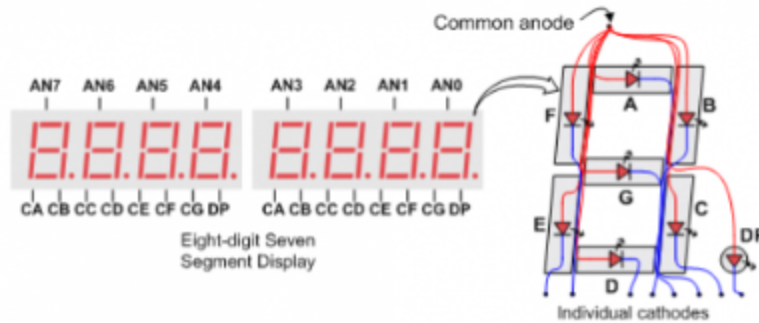 Common anode
AN7 AN6 AN5 AN4 AN3 AN2 AN1 AN0
A
F B
G
E C
D
DP
CA CB CC CD CE CF CG DP CA CB CC CD CE CF CG DP
Eight-digit Seven
Segment Display
Individual cathodes